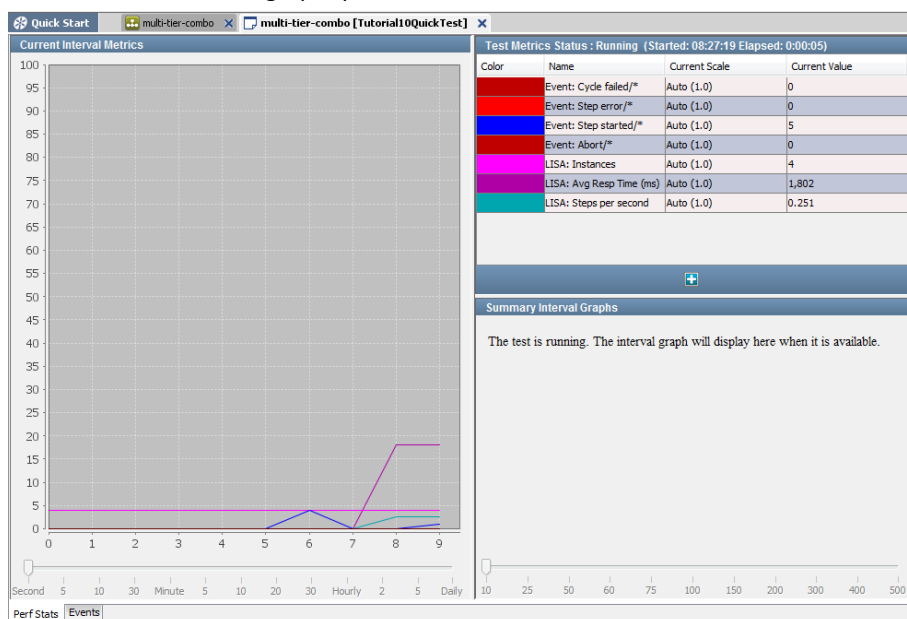 Quick Start multi-tier-combo multi-tier-combo [Tutorial10QuickTest]
Current Interval Metrics
100
95
90
85
80
75
70
65
60
55
50
45
40
35
30
25
20
15
10
5
0
0 1 2 3 4 5 6 7 8 9
Second 5 10 30 Minute 5 10 20 30 Hourly 2 5 Daily
Perf Stats Events
Test Metrics Status : Running (Started: 08:27:19 Elapsed: 0:00:05)
Color Name Current Scale Current Value
Event: Cycle failed/* Auto (1.0) 0
Event: Step error/* Auto (1.0) 0
Event: Step started/* Auto (1.0) 5
Event: Abort/* Auto (1.0) 0
LISA: Instances Auto (1.0) 4
LISA: Avg Resp Time (ms) Auto (1.0) 1,802
LISA: Steps per second Auto (1.0) 0.251
Summary Interval Graphs
The test is running. The interval graph will display here when it is available.
10 25 50 60 75 100 150 200 300 400 500